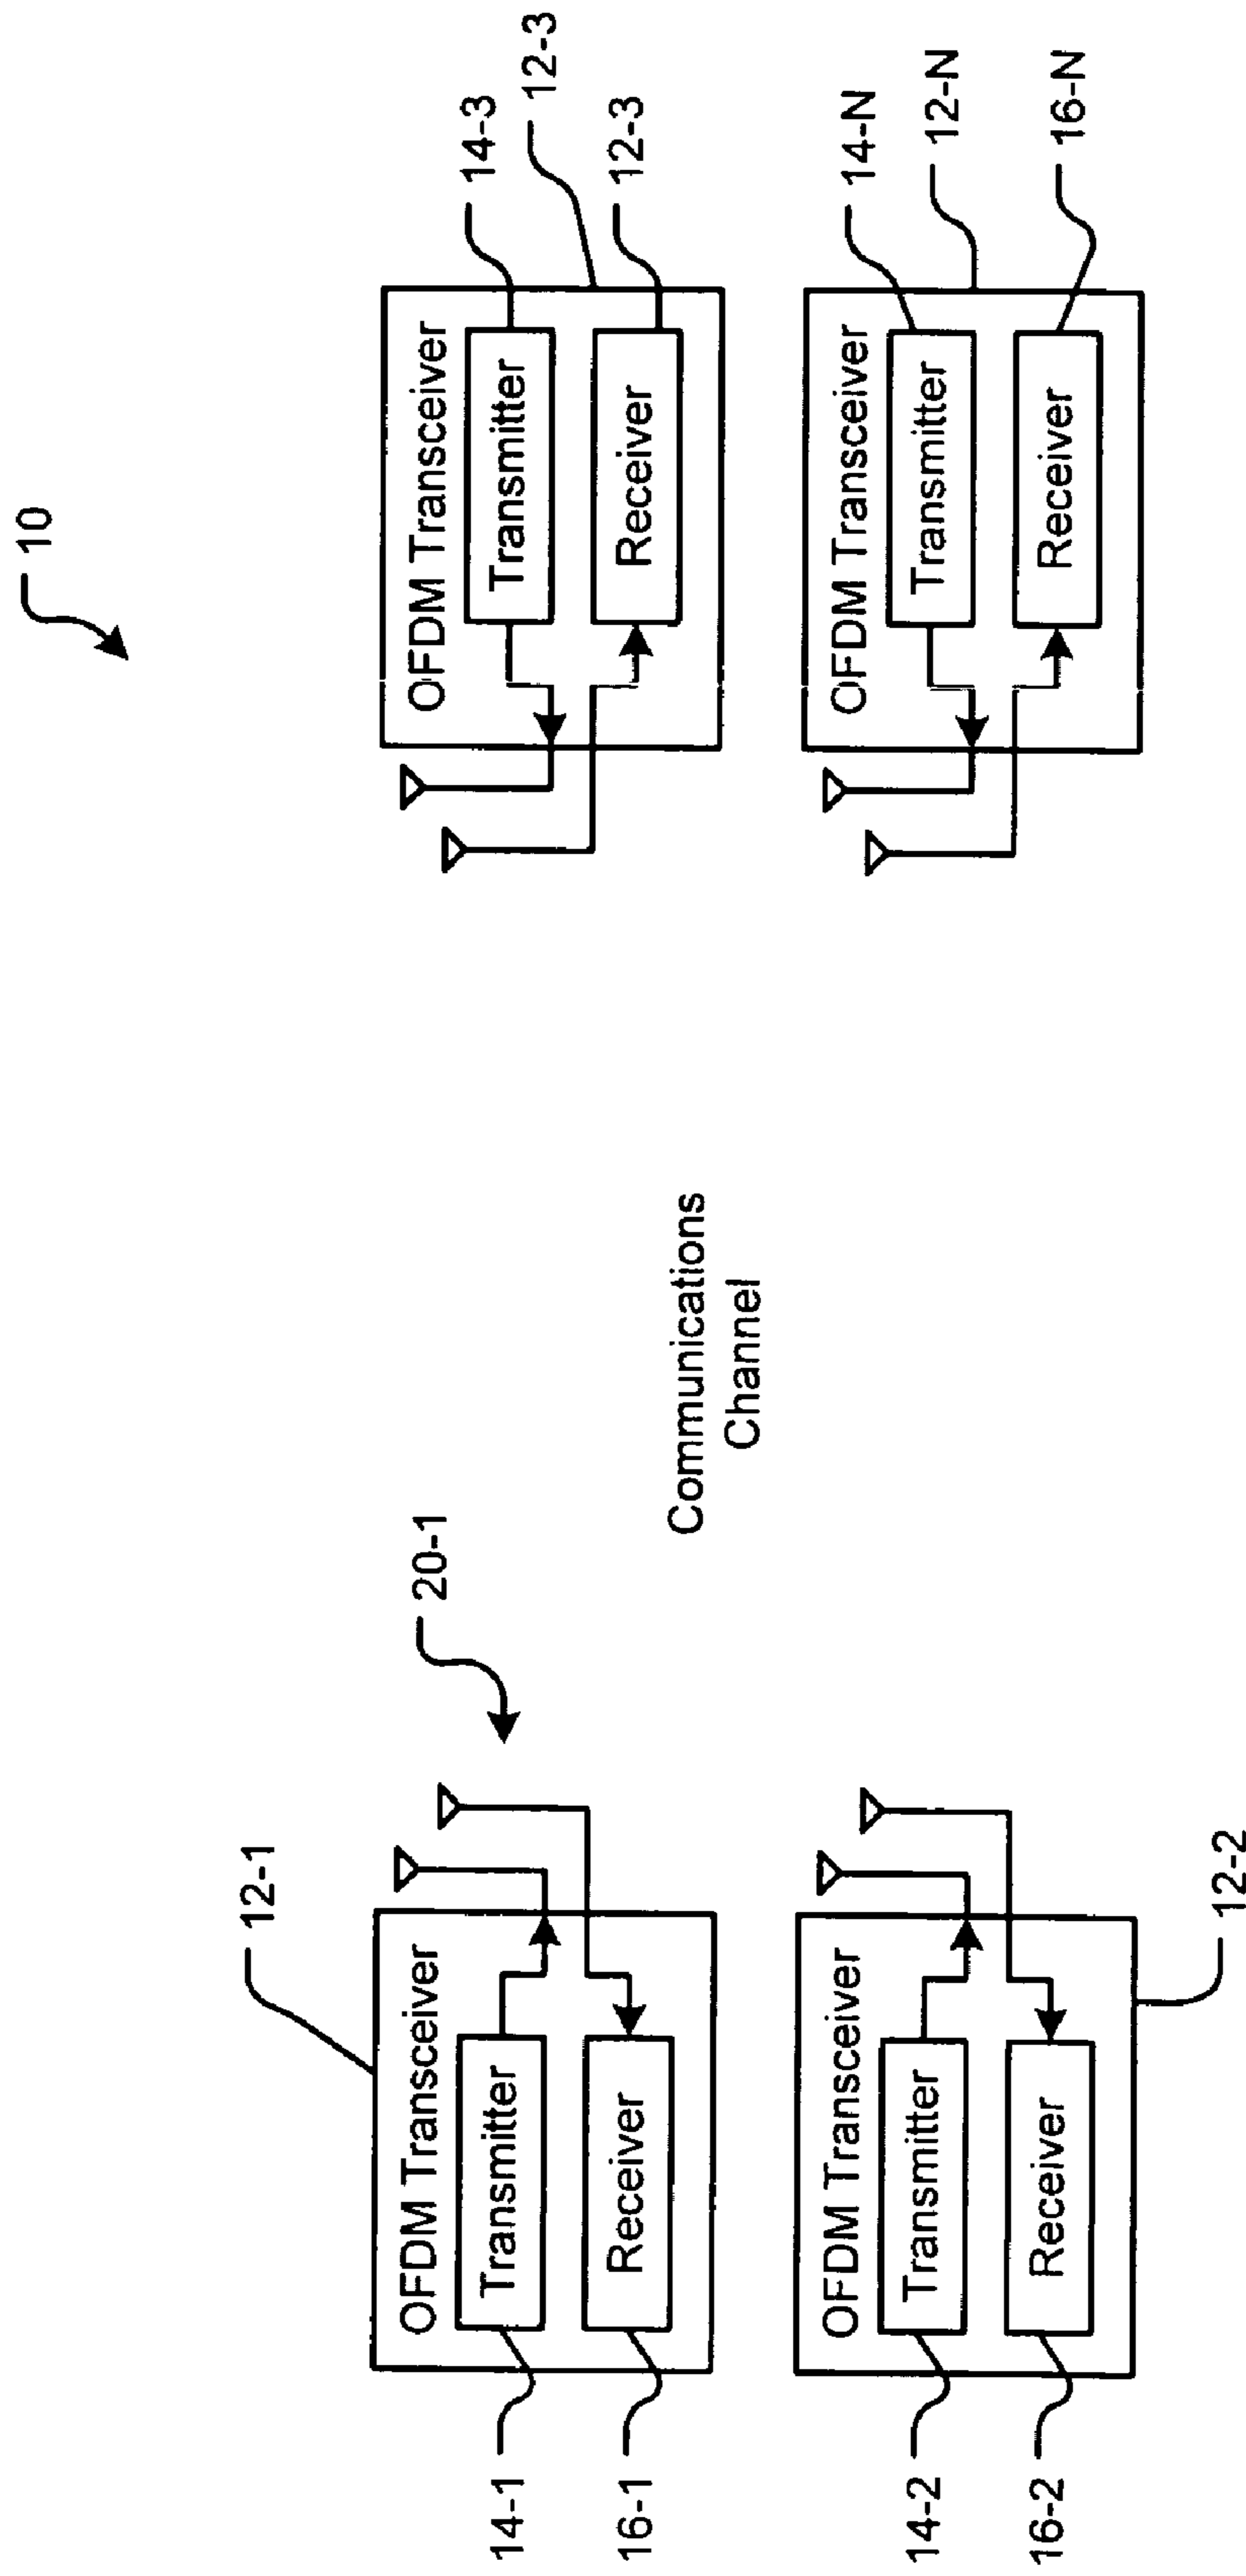 10
12-1
OFDM Transceiver
Transmitter
Receiver
14-1
16-1
20-1
OFDM Transceiver
Transmitter
Receiver
14-2
16-2
12-2
Communications
Channel
OFDM Transceiver
Transmitter
Receiver
14-3
12-3
12-3
OFDM Transceiver
Transmitter
Receiver
14-N
12-N
16-N